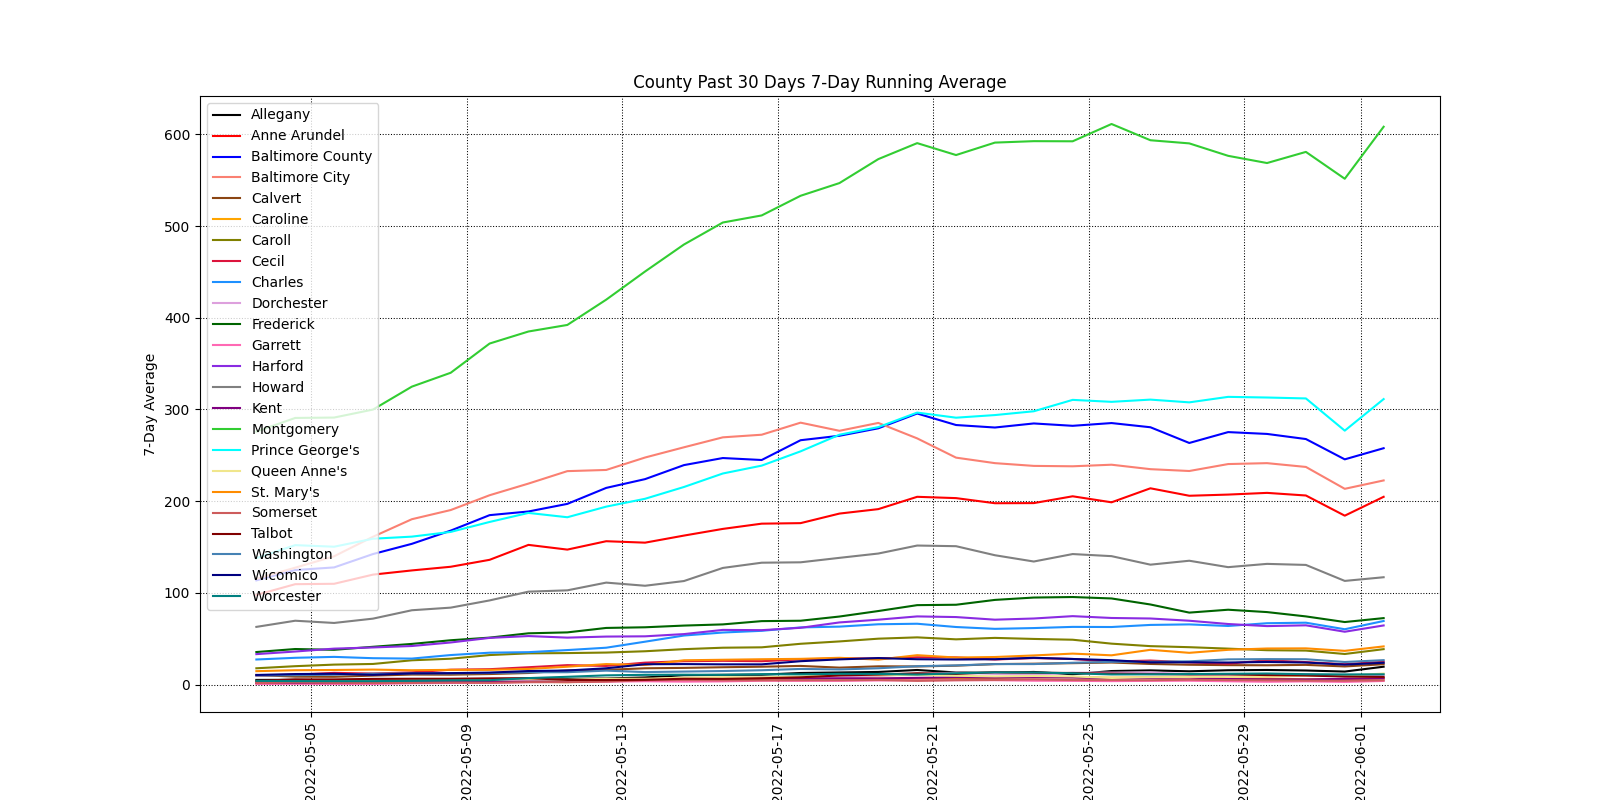 County Past 30 Days 7-Day Running Average
7-Day Average
600
500
400
300
200
100
0
Allegany
Anne Arundel
Baltimore County
Baltimore City
Calvert
Caroline
Caroll
Cecil
Charles
Dorchester
Frederick
Garrett
Harford
Howard
Kent
Montgomery
Prince George's
Queen Anne's
St. Mary's
Somerset
Talbot
Washington
Wicomico
Worcester
2022-05-05
2022-05-09
2022-05-13
2022-05-17
2022-05-21
2022-05-25
2022-05-29
2022-06-01